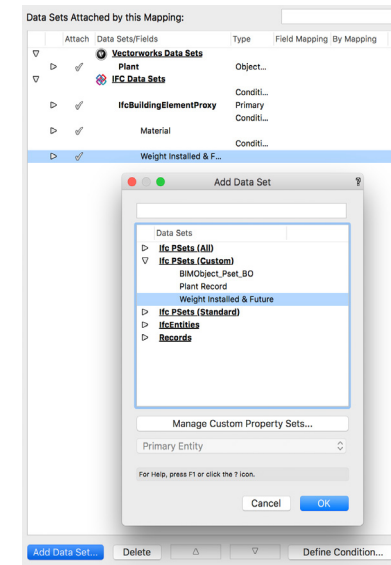 Data Sets Attached by this Mapping:
Attach Data Sets/Fields Type Field Mapping By Mapping
Vectorworks Data Sets
Plant Object...
IFC Data Sets
Conditi...
IfcBuildingElementProxy Primary
Conditi...
Material
Conditi...
Weight Installed & F...
Add Data Set ?
Data Sets
Ifc PSets (All)
Ifc PSets (Custom)
BIMObject_Pset_BO
Plant Record
Weight Installed & Future
Ifc PSets (Standard)
IfcEntities
Records
Manage Custom Property Sets...
Primary Entity
For Help, press F1 or click the ? icon.
Cancel OK
Add Data Set... Delete Define Condition...